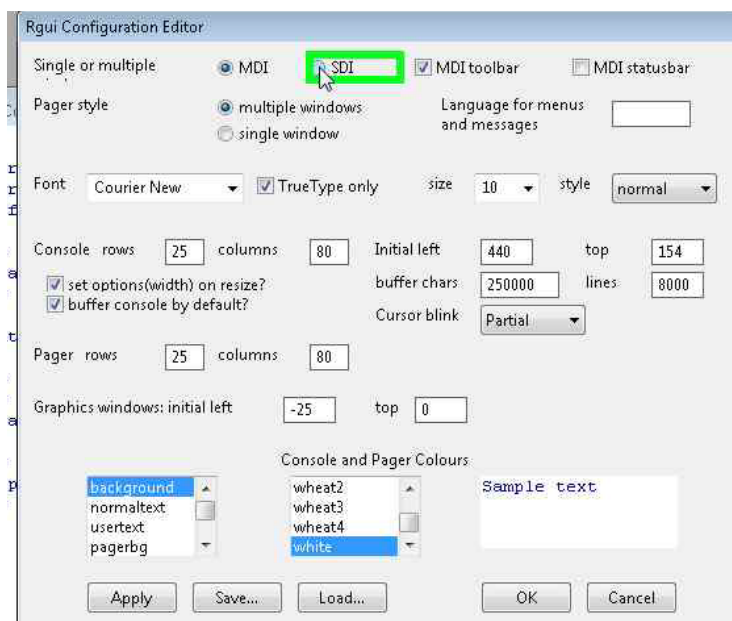 Rgui Configuration Editor
Single or multiple MDI SDI MDI toolbar MDI statusbar
Pager style multiple windows Language for menus
and messages
single window
Font Courier New TrueType only size 10 style normal
Console rows 25 columns 80 Initial left 440 top 154
set options(width) on resize? buffer chars 250000 lines 8000
buffer console by default?
Cursor blink Partial
Pager rows 25 columns 80
Graphics windows: initial left -25 top 0
Console and Pager Colours
background wheat2 Sample text
normaltext wheat3
usertext wheat4
pagerbg white
Apply Save... Load... OK Cancel